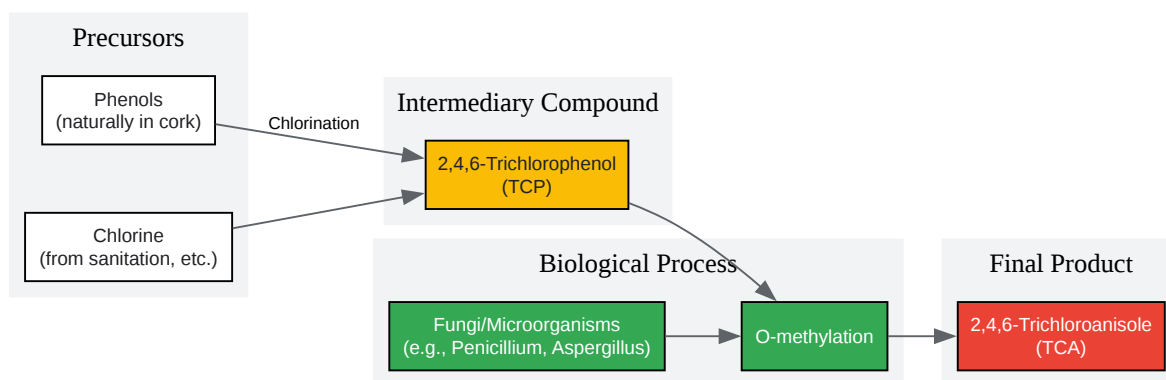 Precursors
Phenols
(naturally in cork)
Chlorine
(from sanitation, etc.)
Chlorination
Intermediary Compound
2,4,6-Trichlorophenol
(TCP)
Biological Process
Fungi/Microorganisms
(e.g., Penicillium, Aspergillus)
O-methylation
Final Product
2,4,6-Trichloroanisole
(TCA)